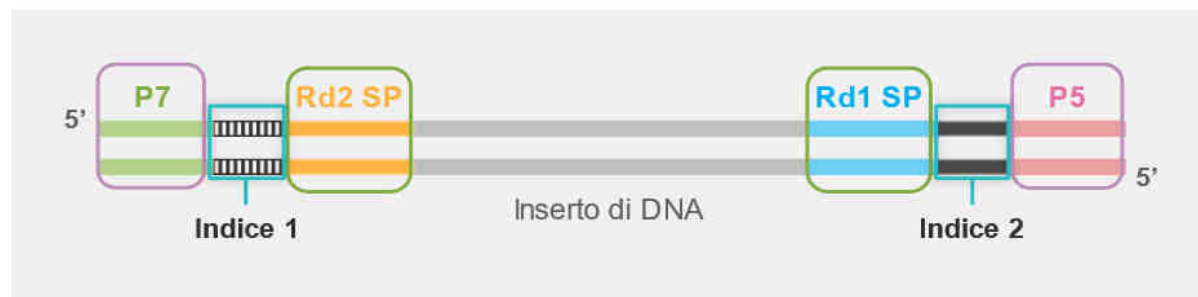 P7 Rd2 SP Rd1 SP P5
5’
5’
Inserto di DNA
Indice 1 Indice 2